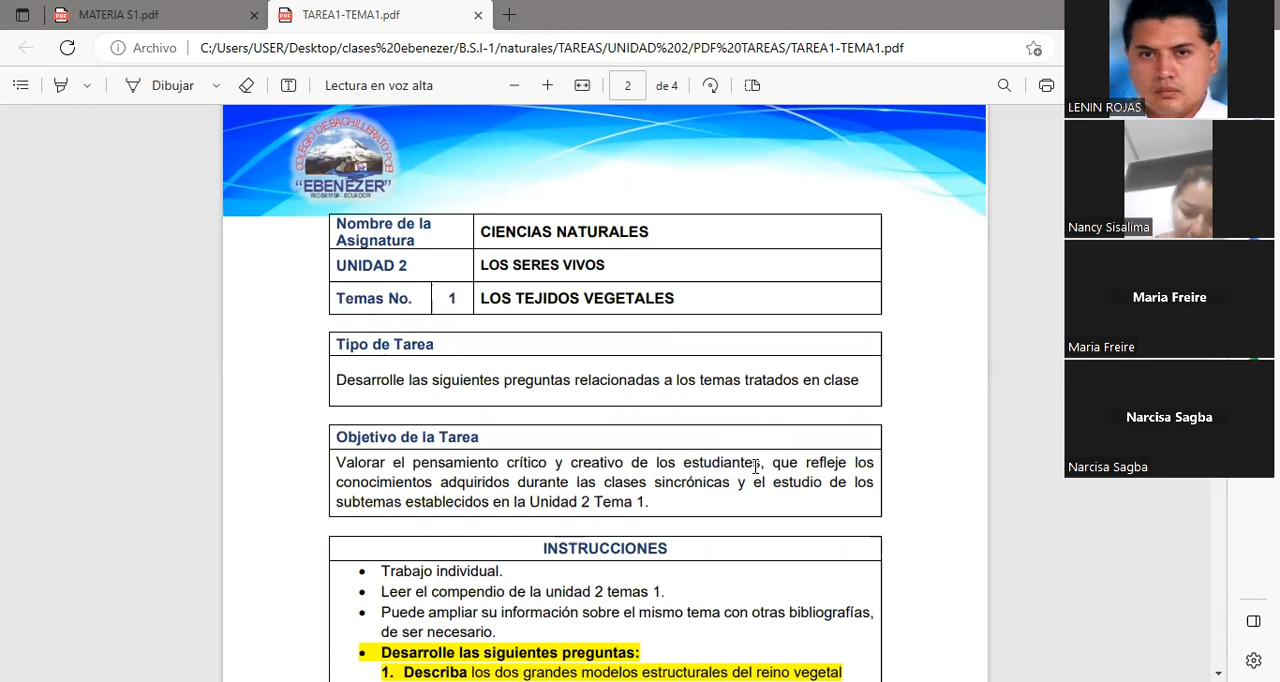 MATERIA S1.pdf
TAREA1-TEMA1.pdf
Archivo
C:/Users/USER/Desktop/clases%20ebenezer/B.S.I-1/naturales/TAREAS/UNIDAD%202/PDF%20TAREAS/TAREA1-TEMA1.pdf
Dibujar
Lectura en voz alta
2
de 4
COLEGIO DE BACHILLERATO PCEI
"EBENEZER"
RIOBAMBA - ECUADOR
Nombre de la
Asignatura
CIENCIAS NATURALES
UNIDAD 2
LOS SERES VIVOS
Temas No.
1
LOS TEJIDOS VEGETALES
Tipo de Tarea
Desarrolle las siguientes preguntas relacionadas a los temas tratados en clase
Objetivo de la Tarea
Valorar el pensamiento crítico y creativo de los estudiantes, que refleje los
conocimientos adquiridos durante las clases sincrónicas y el estudio de los
subtemas establecidos en la Unidad 2 Tema 1.
INSTRUCCIONES
• Trabajo individual.
• Leer el compendio de la unidad 2 temas 1.
• Puede ampliar su información sobre el mismo tema con otras bibliografías,
de ser necesario.
• Desarrolle las siguientes preguntas:
1. Describa los dos grandes modelos estructurales del reino vegetal
LENIN ROJAS
Nancy Sisalima
Maria Freire
Maria Freire
Narcisa Sagba
Narcisa Sagba